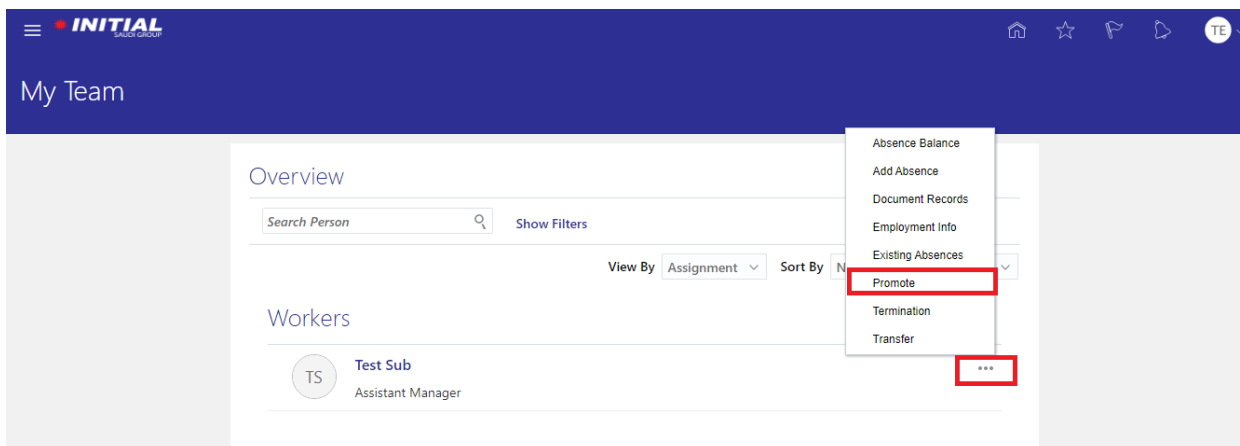 INITIAL
SAUDI GROUP
TE
My Team
Absence Balance
Add Absence
Document Records
Employment Info
Existing Absences
Promote
Termination
Transfer
Overview
Search Person
Show Filters
View By Assignment Sort By N
Workers
TS
Test Sub
Assistant Manager